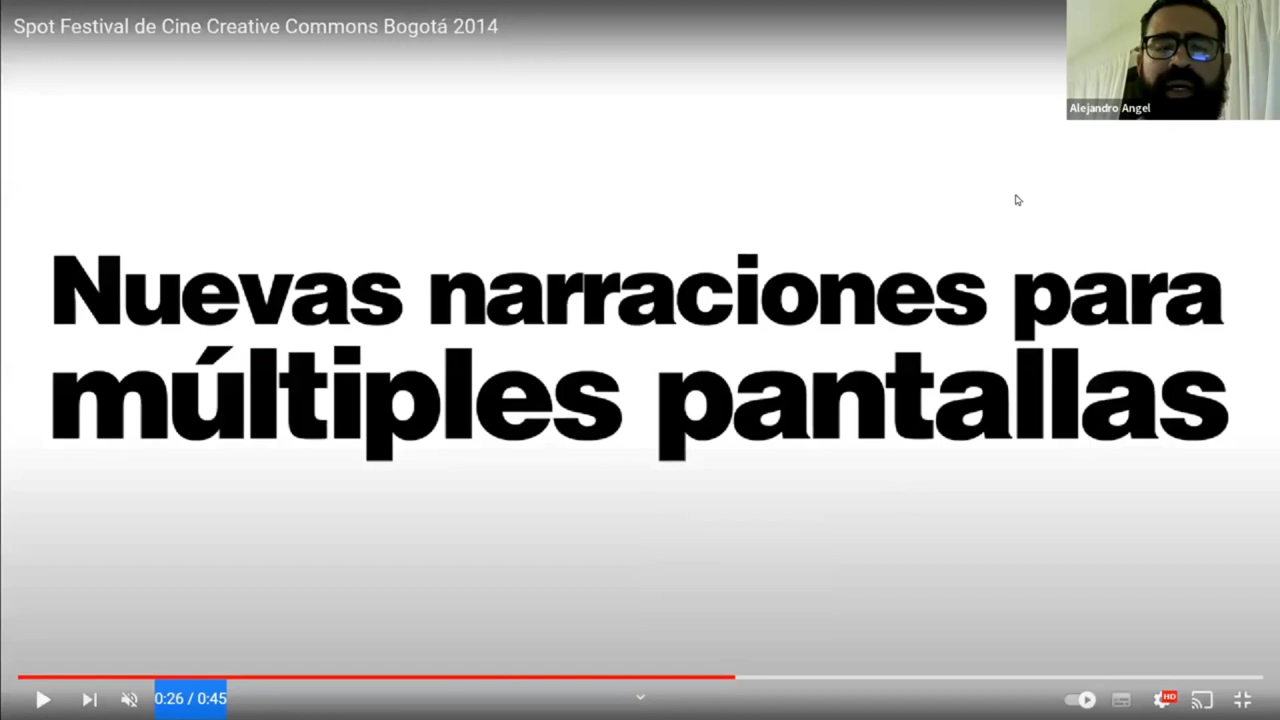 Spot Festival de Cine Creative Commons Bogotá 2014
Alejandro Angel
Nuevas narraciones para
múltiples pantallas
0:26 / 0:45
HD